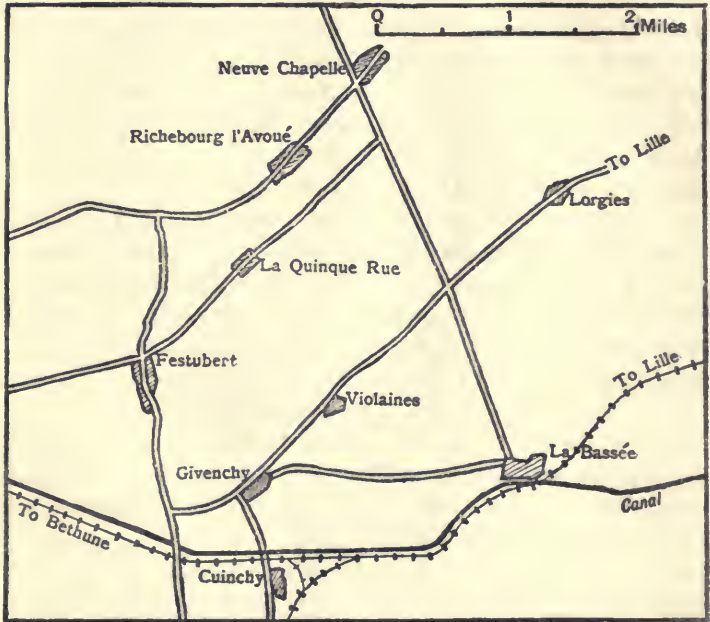 0 1 2 Miles
Neuve Chapelle
Richebourg l'Avoué
To Lille
Lorgies
La Quinque Rue
Festubert
To Lille
Violaines
La Bassée
Givenchy
Canal
To Bethune
Cuinchy